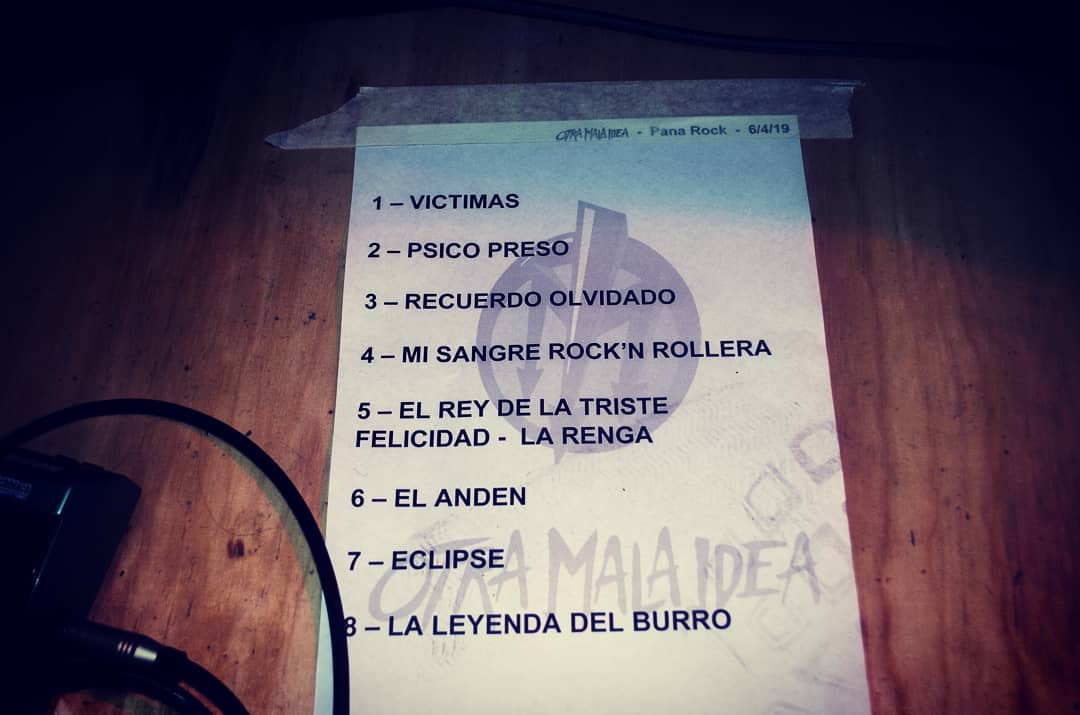 OTRA MALA IDEA - Pana Rock - 6/4/19
1 – VICTIMAS
2 – PSICO PRESO
3 – RECUERDO OLVIDADO
4 – MI SANGRE ROCK’N ROLLERA
5 – EL REY DE LA TRISTE
FELICIDAD - LA RENGA
6 – EL ANDEN
7 – ECLIPSE
OTRA MALA IDEA
8 – LA LEYENDA DEL BURRO